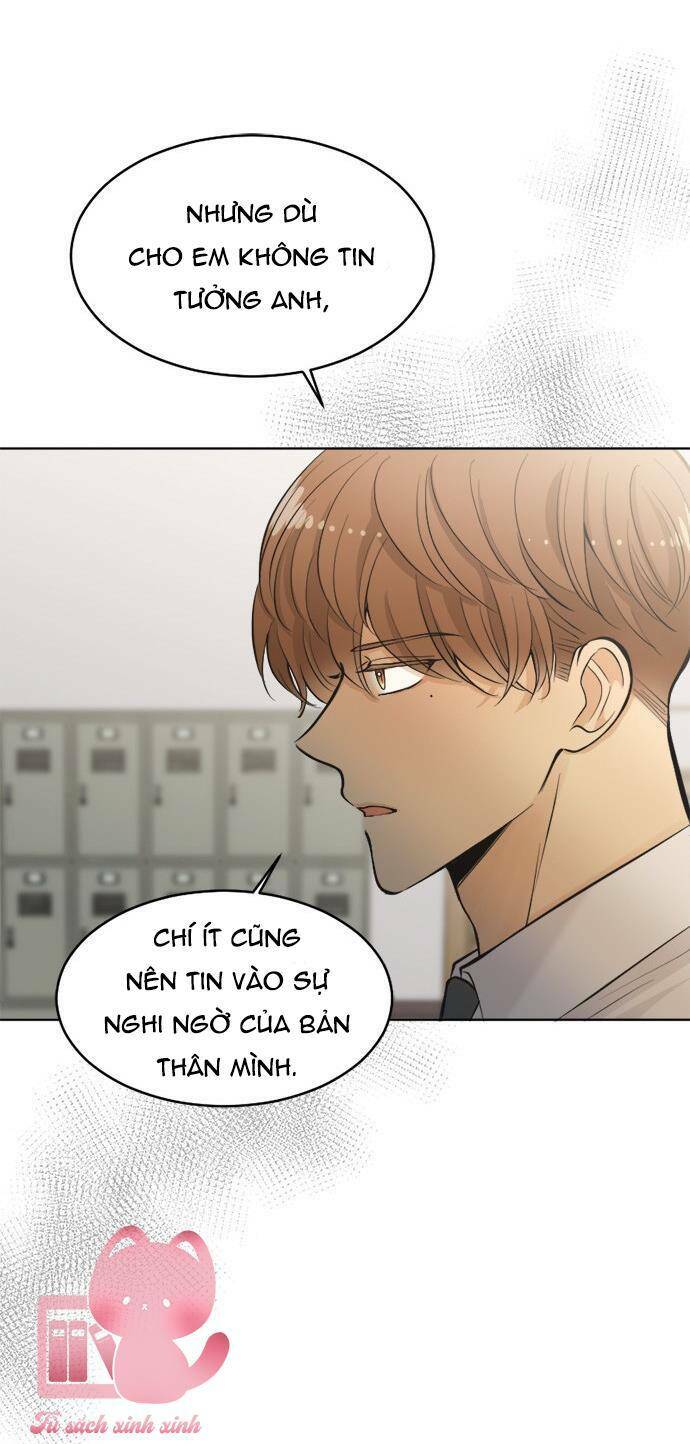 NHƯNG DÙ
CHO EM KHÔNG TIN
TƯỞNG ANH,
CHÍ ÍT CŨNG
NÊN TIN VÀO SỰ
NGHI NGỜ CỦA BẢN
THÂN MÌNH.
Tủ sách xinh xinh